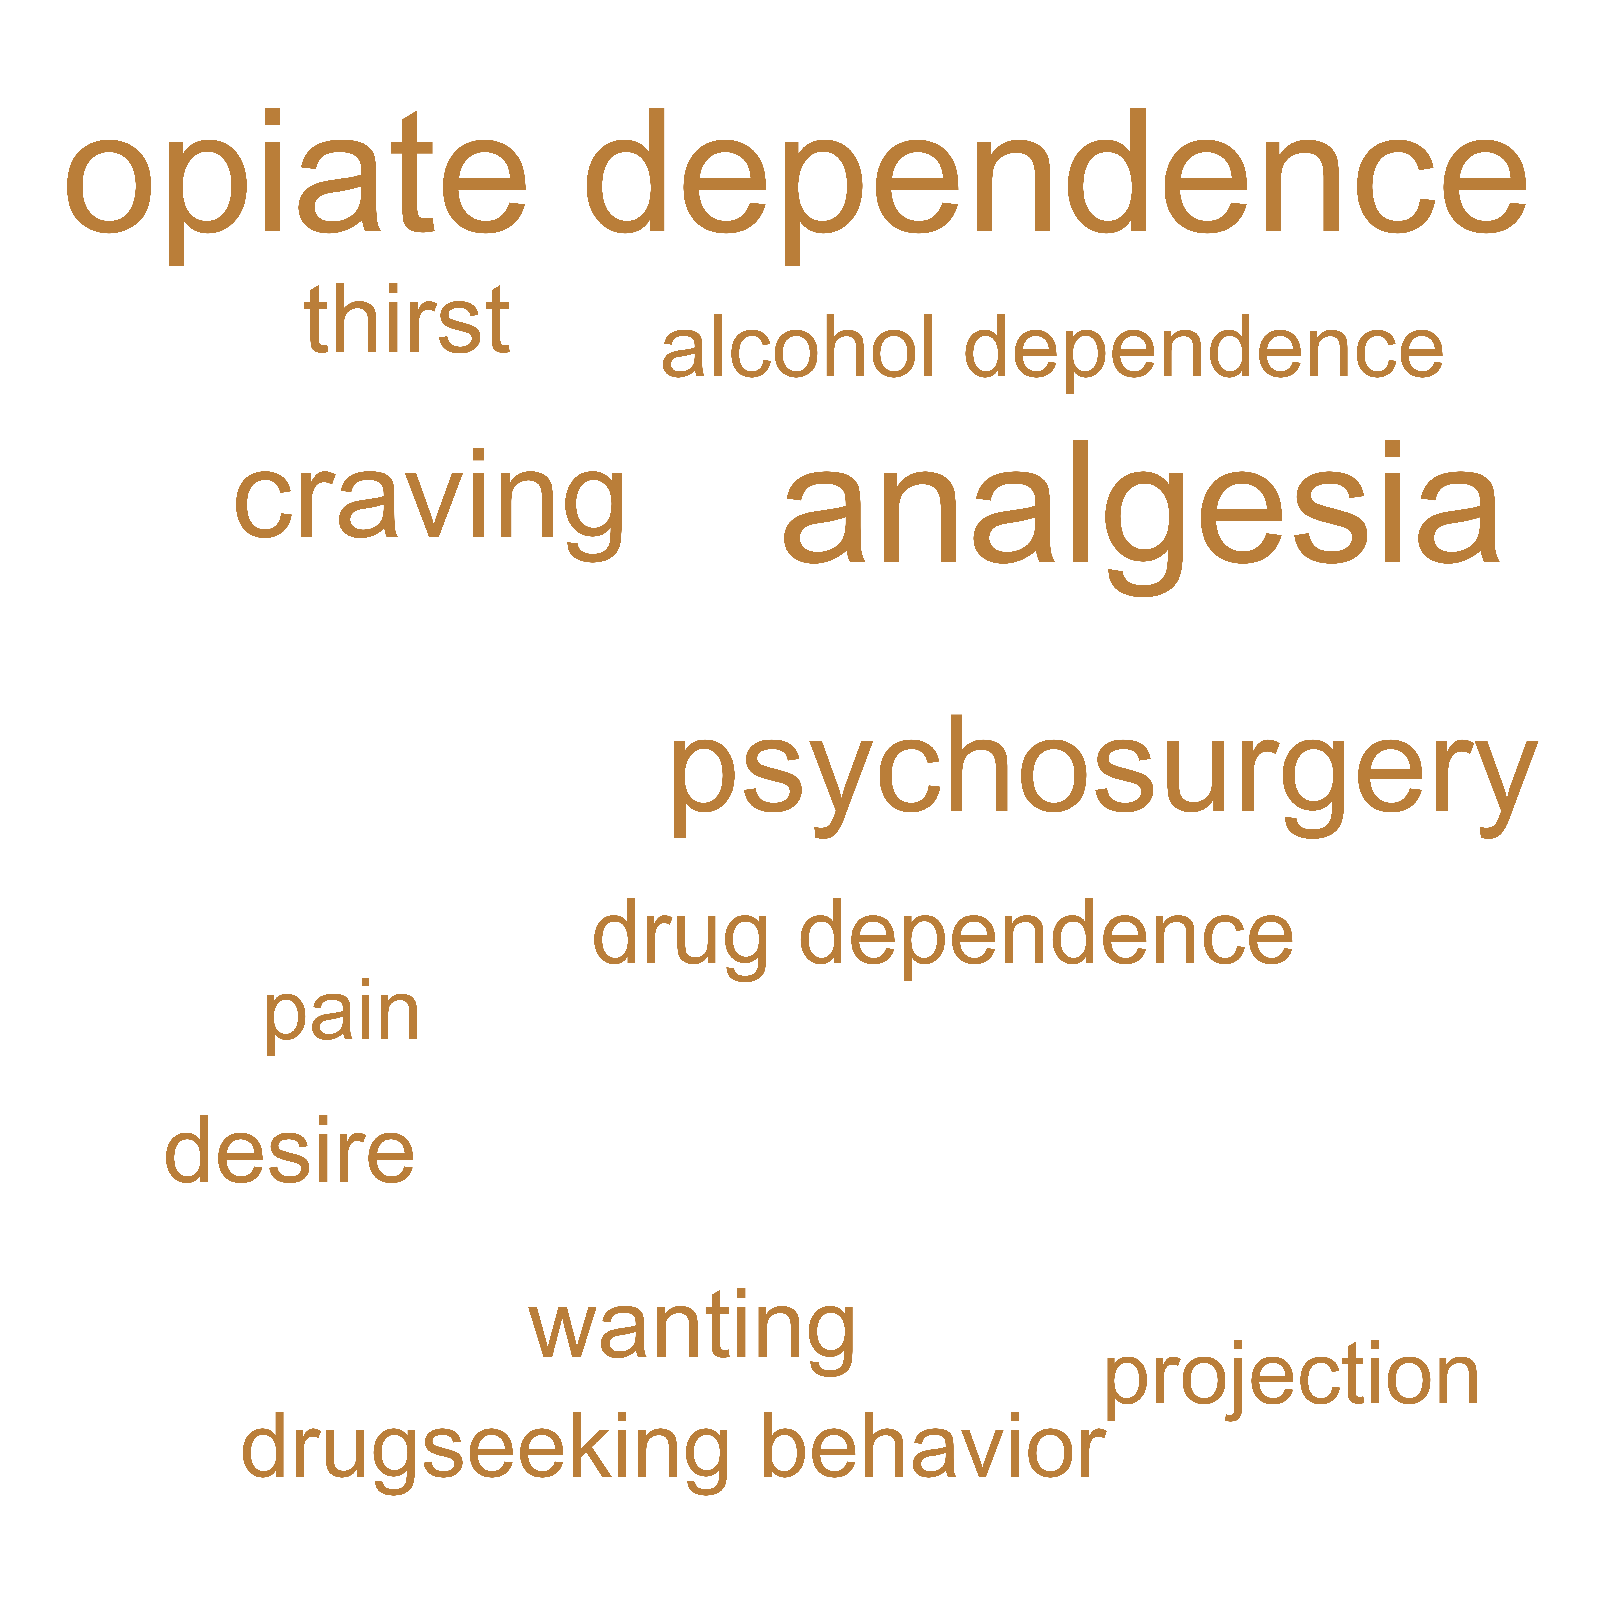 opiate dependence
thirst
alcohol dependence
craving
analgesia
psychosurgery
drug dependence
pain
desire
wanting
projection
drugseeking behavior